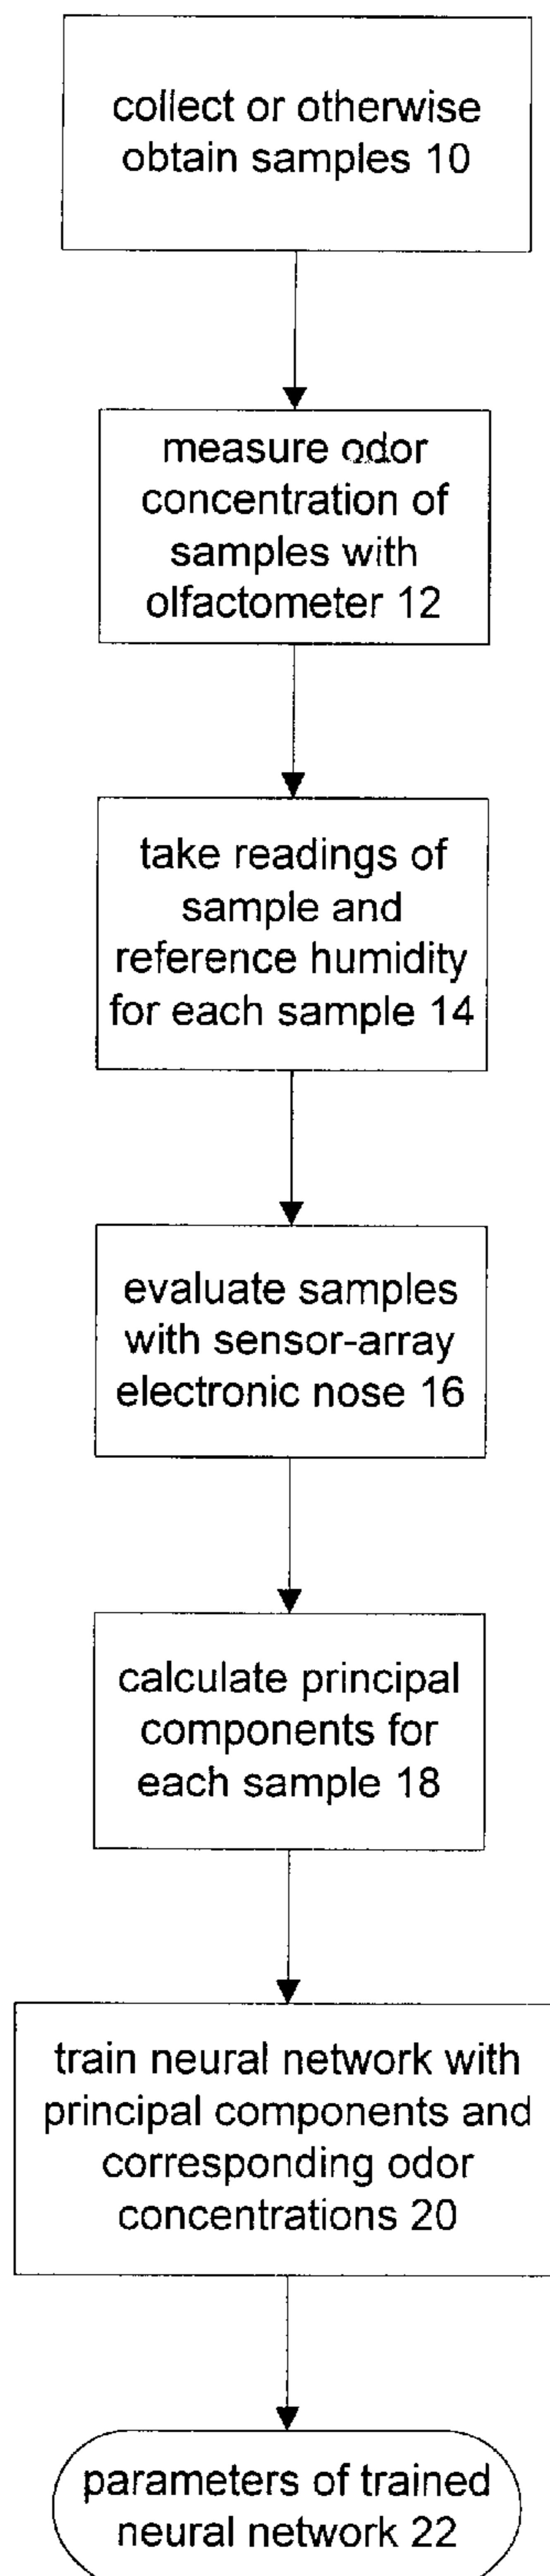 collect or otherwise
obtain samples 10
measure odor
concentration of
samples with
olfactometer 12
take readings of
sample and
reference humidity
for each sample 14
evaluate samples
with sensor-array
electronic nose 16
calculate principal
components for
each sample 18
train neural network with
principal components and
corresponding odor
concentrations 20
parameters of trained
neural network 22